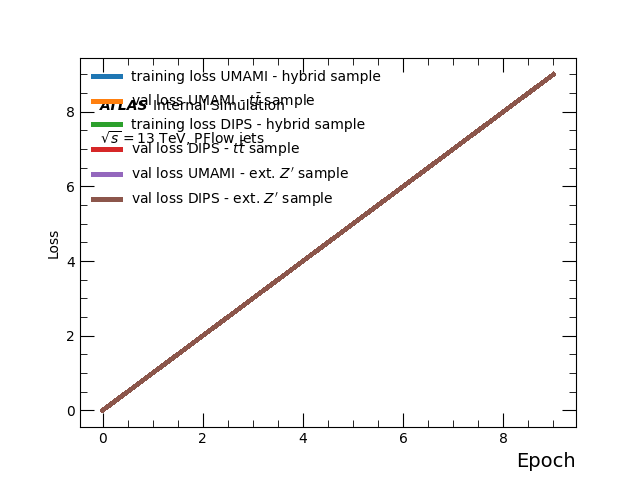 training loss UMAMI - hybrid sample
ATLAS Internal Simulation
val loss UMAMI - tt̄ sample
training loss DIPS - hybrid sample
√s = 13 TeV, PFlow jets
val loss DIPS - tt̄ sample
val loss UMAMI - ext. Z′ sample
val loss DIPS - ext. Z′ sample
8
6
4
2
0
Loss
0 2 4 6 8
Epoch